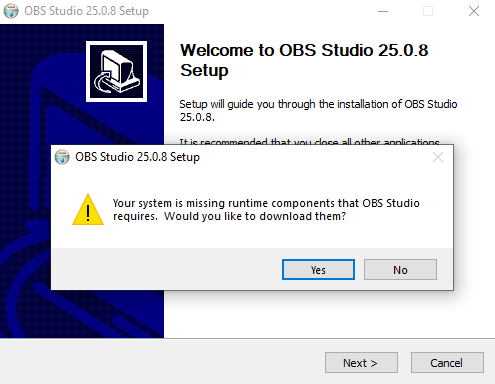 OBS Studio 25.0.8 Setup
Welcome to OBS Studio 25.0.8
Setup
Setup will guide you through the installation of OBS Studio
25.0.8.
It is recommended that you close all other applications
OBS Studio 25.0.8 Setup
Your system is missing runtime components that OBS Studio
requires.  Would you like to download them?
Yes
No
Next >
Cancel